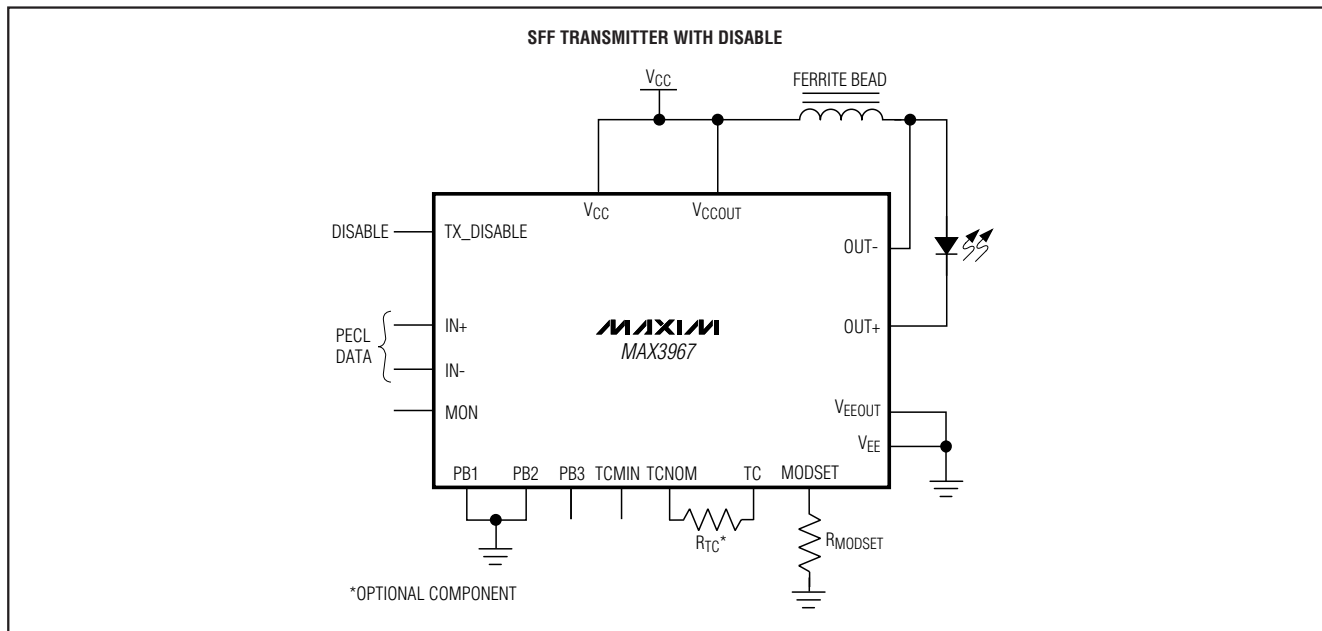 SFF TRANSMITTER WITH DISABLE
VCC
FERRITE BEAD
VCC
VCCOUT
DISABLE
TX_DISABLE
OUT-
IN+
PECL
DATA
IN-
MAXIM
MAX3967
OUT+
MON
VEEOUT
VEE
PB1
PB2
PB3
TCMIN
TCNOM
TC
MODSET
RTC*
RMODSET
*OPTIONAL COMPONENT